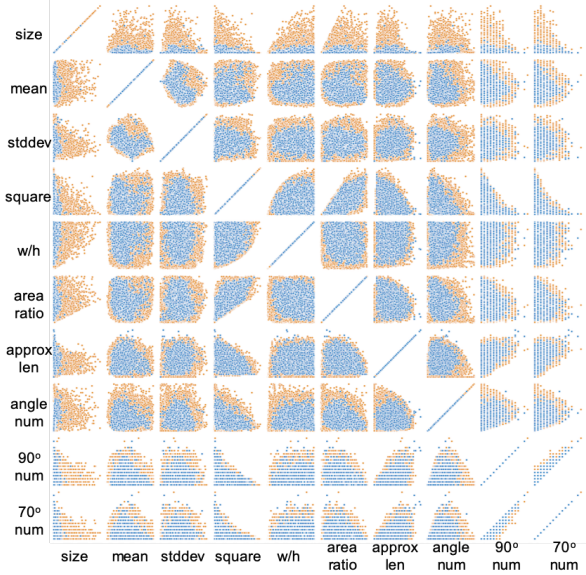 size
mean
stddev
square
w/h
area
ratio
approx
len
angle
num
90º
num
70º
num
size mean stddev square w/h area ratio approx len angle num 90º num 70º num